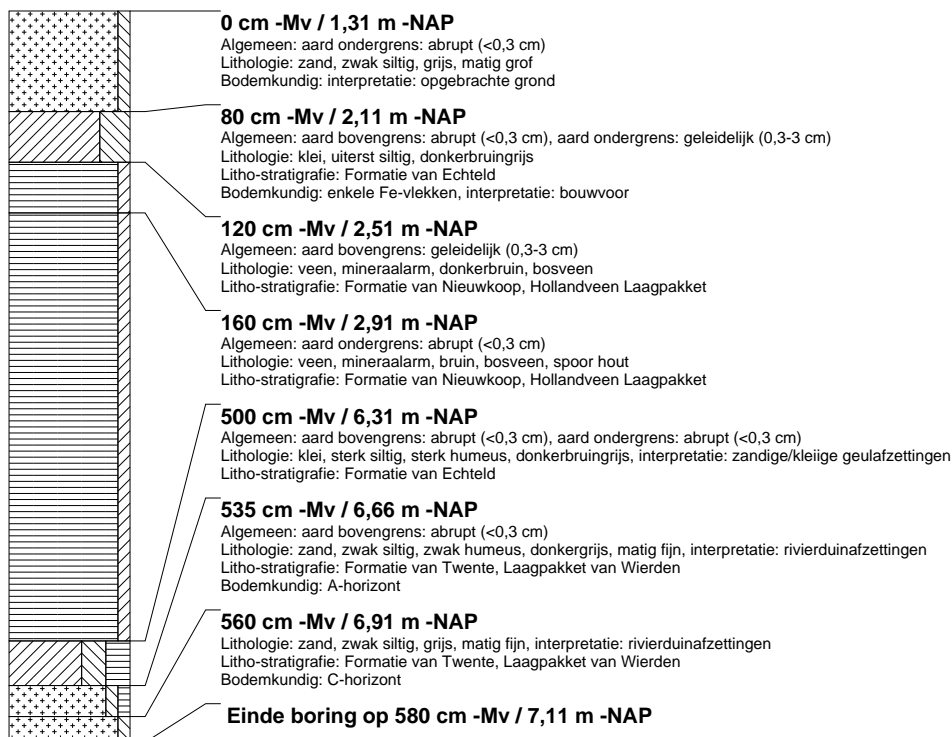 0 cm -Mv / 1,31 m -NAP
Algemeen: aard ondergrens: abrupt (<0,3 cm)
Lithologie: zand, zwak siltig, grijs, matig grof
Bodemkundig: interpretatie: opgebrachte grond
80 cm -Mv / 2,11 m -NAP
Algemeen: aard bovengrens: abrupt (<0,3 cm), aard ondergrens: geleidelijk (0,3-3 cm)
Lithologie: klei, uiterst siltig, donkerbruingrijs
Litho-stratigrafie: Formatie van Echteld
Bodemkundig: enkele Fe-vlekken, interpretatie: bouwvoor
120 cm -Mv / 2,51 m -NAP
Algemeen: aard bovengrens: geleidelijk (0,3-3 cm)
Lithologie: veen, mineraalarm, donkerbruin, bosveen
Litho-stratigrafie: Formatie van Nieuwkoop, Hollandveen Laagpakket
160 cm -Mv / 2,91 m -NAP
Algemeen: aard ondergrens: abrupt (<0,3 cm)
Lithologie: veen, mineraalarm, bruin, bosveen, spoor hout
Litho-stratigrafie: Formatie van Nieuwkoop, Hollandveen Laagpakket
500 cm -Mv / 6,31 m -NAP
Algemeen: aard bovengrens: abrupt (<0,3 cm), aard ondergrens: abrupt (<0,3 cm)
Lithologie: klei, sterk siltig, sterk humeus, donkerbruingrijs, interpretatie: zandige/kleiige geulafzettingen
Litho-stratigrafie: Formatie van Echteld
535 cm -Mv / 6,66 m -NAP
Algemeen: aard bovengrens: abrupt (<0,3 cm)
Lithologie: zand, zwak siltig, zwak humeus, donkergrijs, matig fijn, interpretatie: rivierduinafzettingen
Litho-stratigrafie: Formatie van Twente, Laagpakket van Wierden
Bodemkundig: A-horizont
560 cm -Mv / 6,91 m -NAP
Lithologie: zand, zwak siltig, grijs, matig fijn, interpretatie: rivierduinafzettingen
Litho-stratigrafie: Formatie van Twente, Laagpakket van Wierden
Bodemkundig: C-horizont
Einde boring op 580 cm -Mv / 7,11 m -NAP